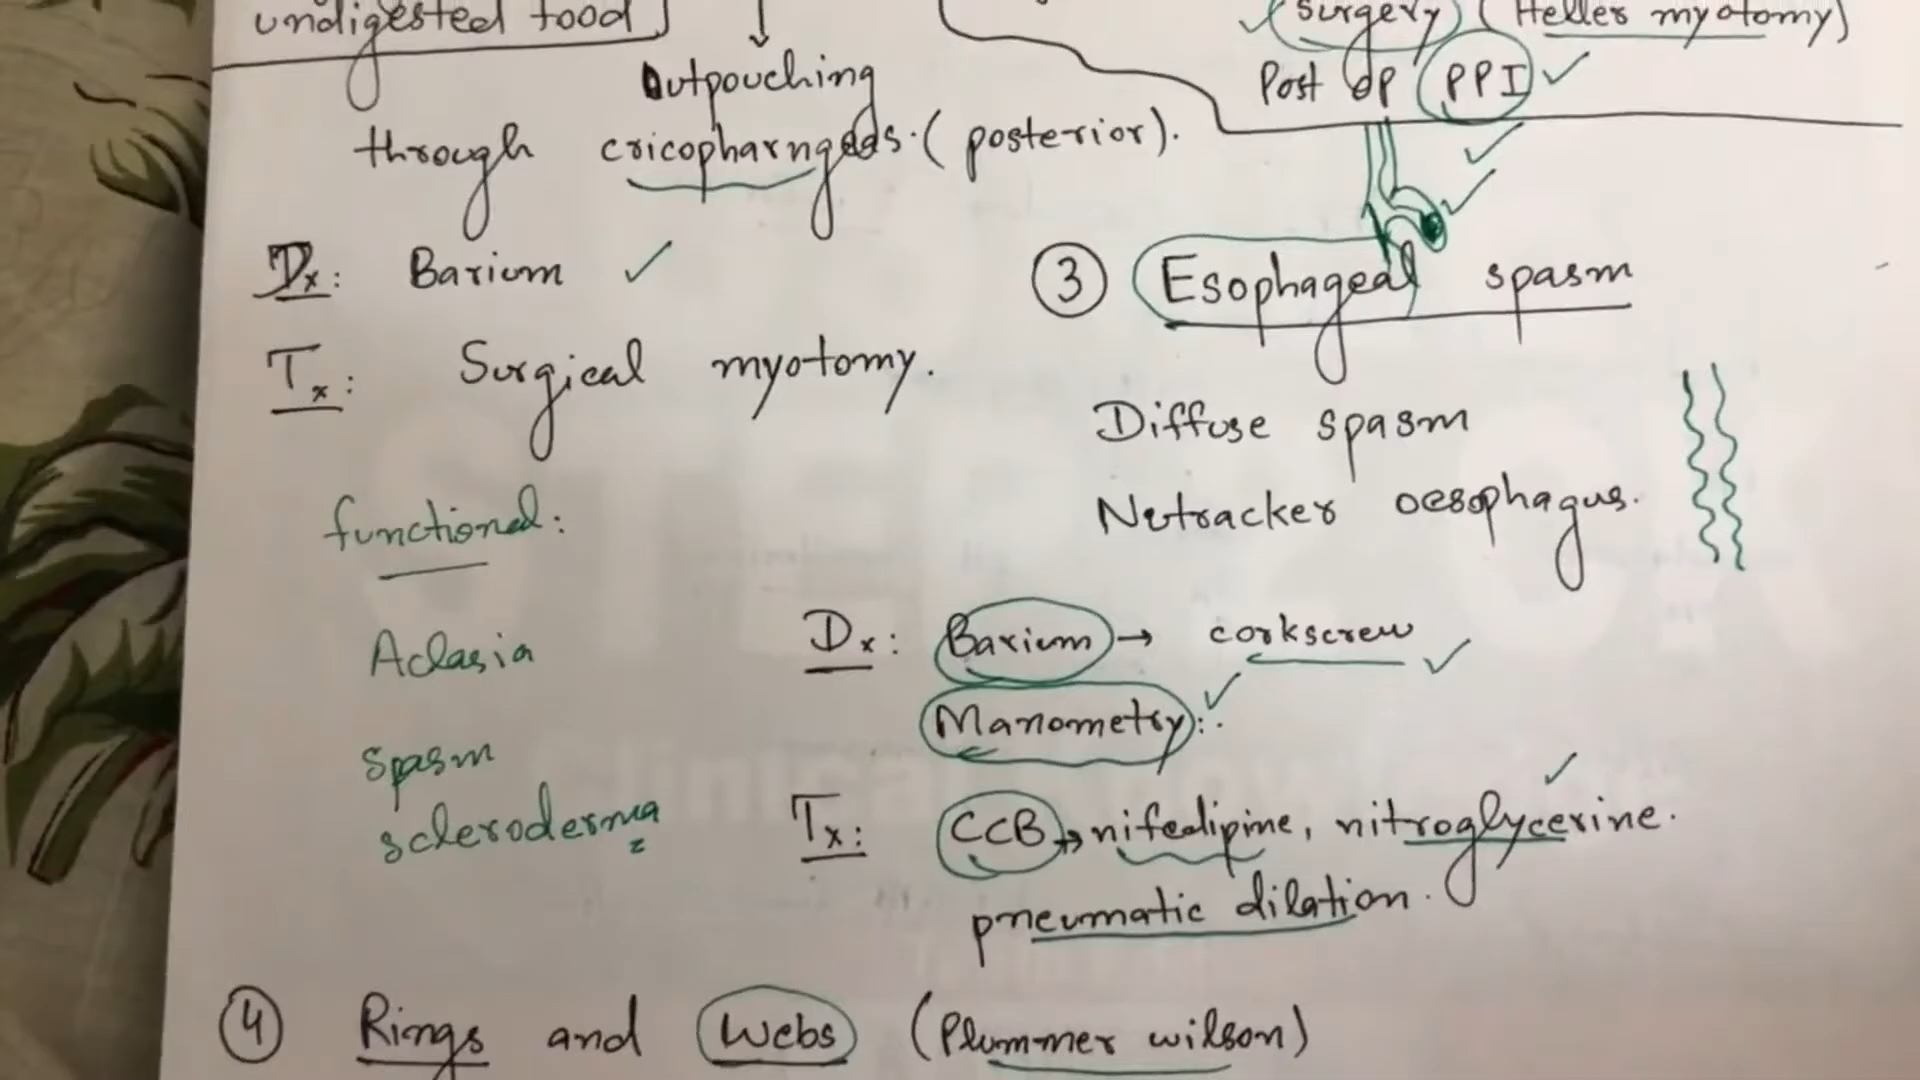 undigested food
surgery (Heller myotomy)
Post op PPI
Outpouching
through cricopharngeas. (posterior).
Dx: Barium
Tx: Surgical myotomy.
functional:
Aclasia
spasm
scleroderma
3 Esophageal spasm
Diffuse spasm
Nutracker oesophagus.
Dx: Barium → corkscrew
Manometry:.
Tx: CCB → nifedipine, nitroglycerine.
pneumatic dilation.
4 Rings and Webs (Plummer wilson)